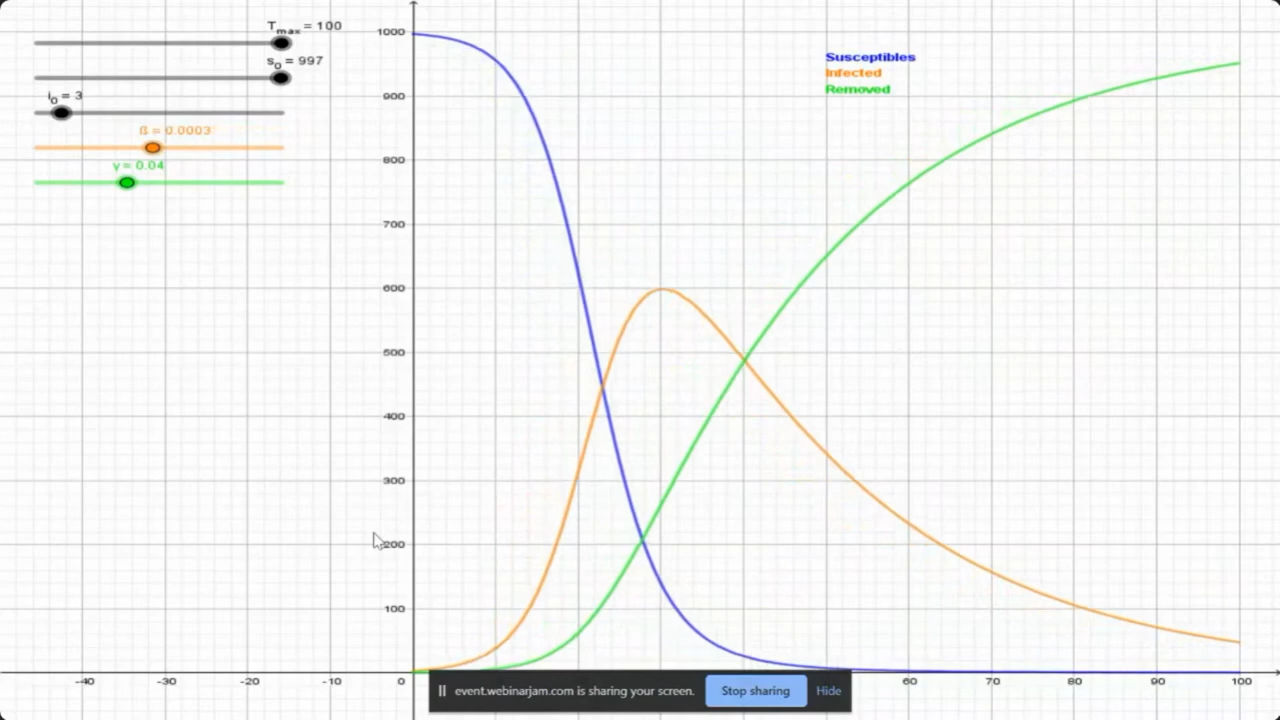 T_max = 100
s_0 = 997
i_0 = 3
ß = 0.0003
γ = 0.04
Susceptibles
Infected
Removed
1000
900
800
700
600
500
400
300
200
100
-40 -30 -20 -10 0 60 70 80 90 100
event.webinarjam.com is sharing your screen. Stop sharing Hide